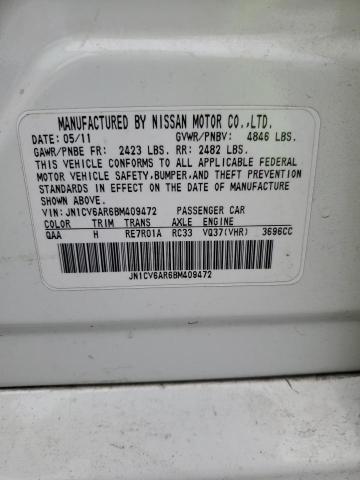 MANUFACTURED BY NISSAN MOTOR CO.,LTD.
DATE: 05/11 GVWR/PNBV: 4846 LBS.
GAWR/PNBE FR: 2423 LBS. RR: 2482 LBS.
THIS VEHICLE CONFORMS TO ALL APPLICABLE FEDERAL
MOTOR VEHICLE SAFETY,BUMPER, AND THEFT PREVENTION
STANDARDS IN EFFECT ON THE DATE OF MANUFACTURE
SHOWN ABOVE.
VIN: JN1CV6AR6BM409472 PASSENGER CAR
COLOR TRIM TRANS AXLE ENGINE
QAA H RE7R01A RC33 VQ37(VHR) 3696CC
JN1CV6AR6BM409472